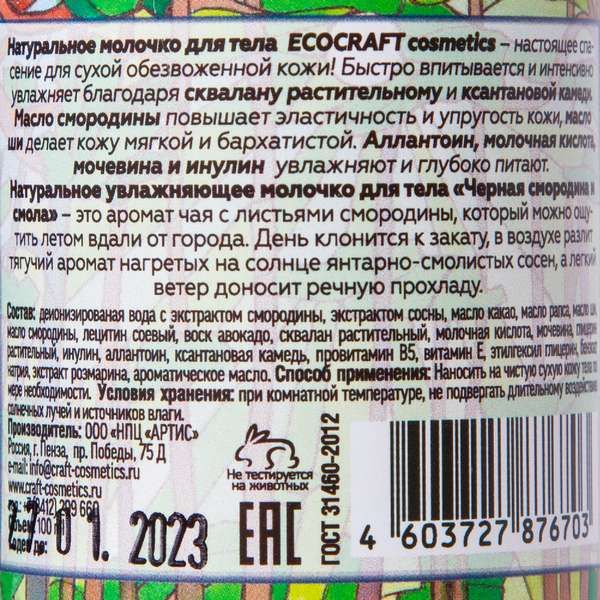 Натуральное молочко для тела ECOCRAFT cosmetics – настоящее спа-
сение для сухой обезвоженной кожи! Быстро впитывается и интенсивно
увлажняет благодаря сквалану растительному и ксантановой камеди.
Масло смородины повышает эластичность и упругость кожи, масло
ши делает кожу мягкой и бархатистой. Аллантоин, молочная кислота,
мочевина и инулин увлажняют и глубоко питают.
Натуральное увлажняющее молочко для тела «Черная смородина и
смола» – это аромат чая с листьями смородины, который можно ощу-
тить летом вдали от города. День клонится к закату, в воздухе разлит
тягучий аромат нагретых на солнце янтарно-смолистых сосен, а легкий
ветер доносит речную прохладу.
Состав: деионизированная вода с экстрактом смородины, экстрактом сосны, масло какао, масло рапса, масло ши,
масло смородины, лецитин соевый, воск авокадо, сквалан растительный, молочная кислота, мочевина, глицерин
растительный, инулин, аллантоин, ксантановая камедь, провитамин B5, витамин E, этилгексил глицерин, бензоат
натрия, экстракт розмарина, ароматическое масло. Способ применения: Наносить на чистую сухую кожу тела по
мере необходимости. Условия хранения: при комнатной температуре, не подвергать длительному воздействию
солнечных лучей и источников влаги.
Производитель: ООО «НПЦ «АРТИС»
Россия, г. Пенза, пр. Победы, 75 Д
e-mail: info@craft-cosmetics.ru
www.craft-cosmetics.ru
(8412) 299 660
01. 2023
Не тестируется
на животных
EAC
ГОСТ 31460-2012
4 603727 876703